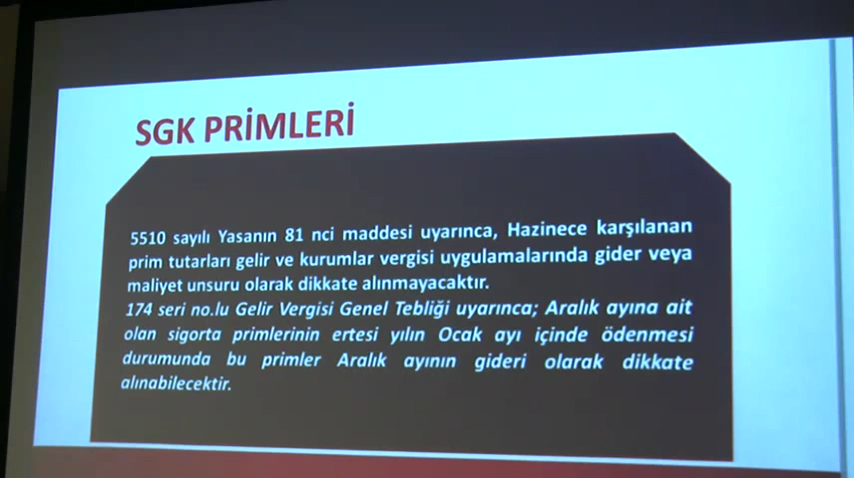 SGK PRİMLERİ
5510 sayılı Yasanın 81 nci maddesi uyarınca, Hazinece karşılanan
prim tutarları gelir ve kurumlar vergisi uygulamalarında gider veya
maliyet unsuru olarak dikkate alınmayacaktır.
174 seri no.lu Gelir Vergisi Genel Tebliği uyarınca; Aralık ayına ait
olan sigorta primlerinin ertesi yılın Ocak ayı içinde ödenmesi
durumunda bu primler Aralık ayının gideri olarak dikkate
alınabilecektir.